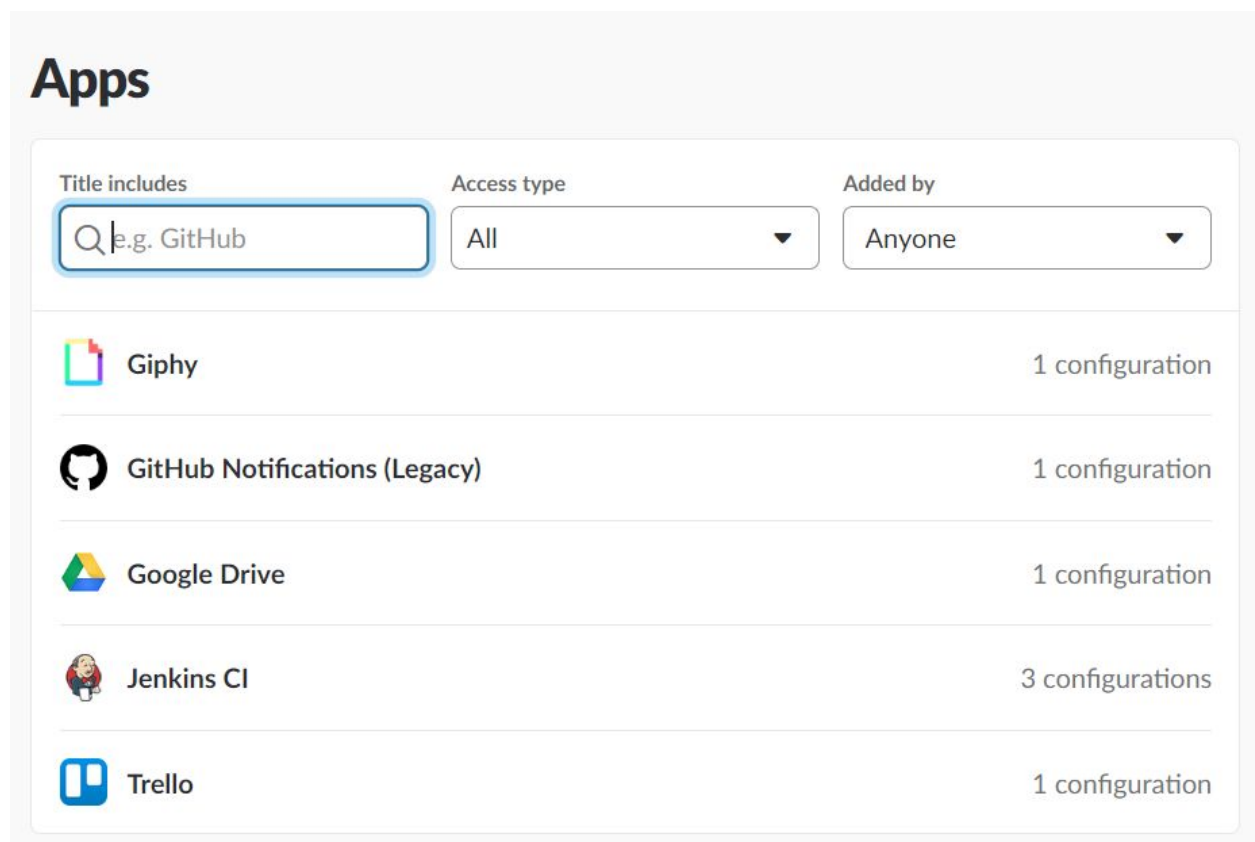 Apps
Title includes Access type Added by
e.g. GitHub All Anyone
Giphy 1 configuration
GitHub Notifications (Legacy) 1 configuration
Google Drive 1 configuration
Jenkins CI 3 configurations
Trello 1 configuration